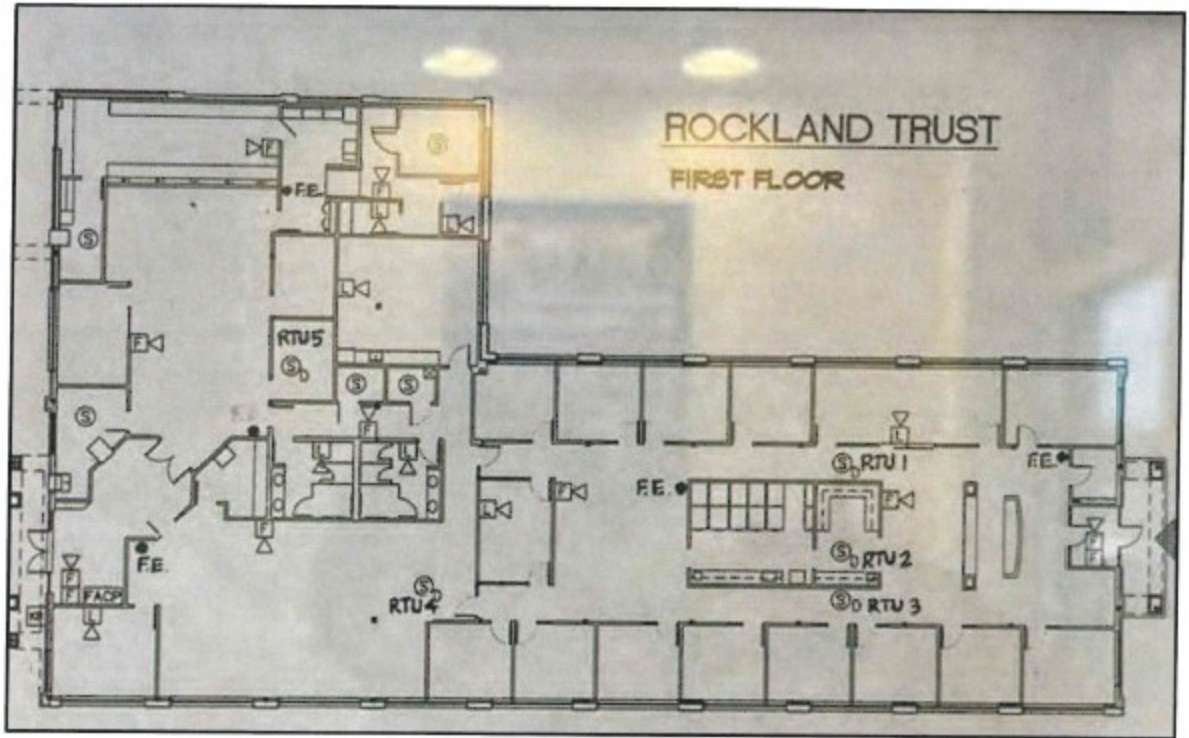 ROCKLAND TRUST
FIRST FLOOR
S
F
F.E.
F
F
L
S
L
F
RTU5
S D
S
S
S
F.E.
F
L
L
L
F
F
S D RTU 1
F.E.
F.E.
F
S D RTU 2
S D RTU 3
F
F
F.E.
F
F
FACP
L
S D
RTU4